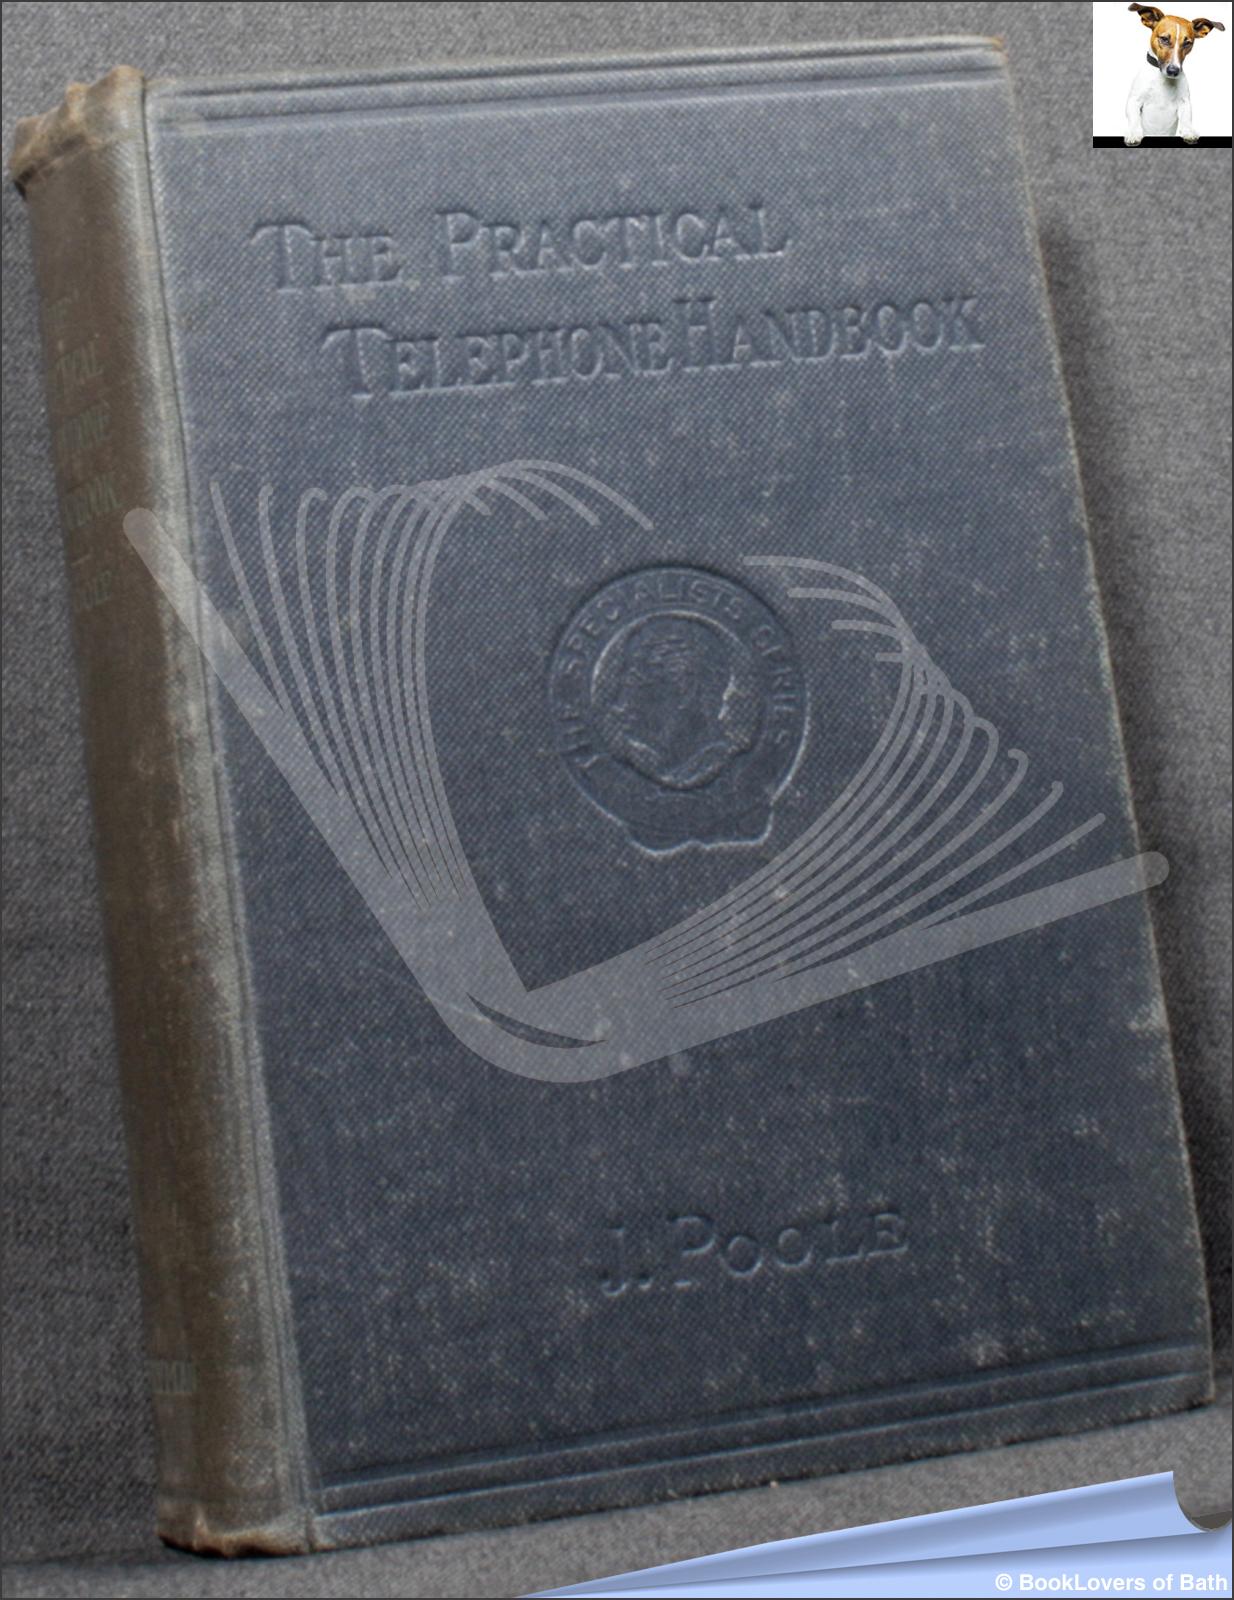 THE PRACTICAL
TELEPHONE HANDBOOK
THE SPECIALISTS SERIES
J. POOLE
© BookLovers of Bath